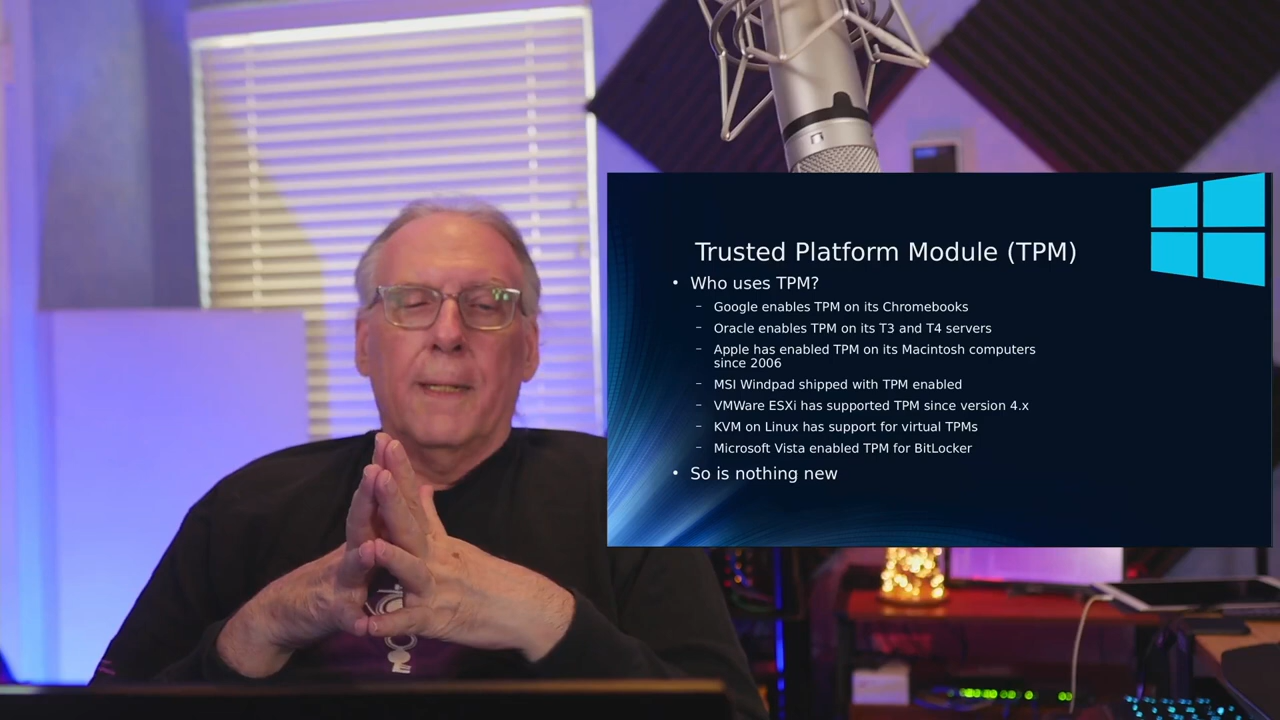 Trusted Platform Module (TPM)
• Who uses TPM?
– Google enables TPM on its Chromebooks
– Oracle enables TPM on its T3 and T4 servers
– Apple has enabled TPM on its Macintosh computers
since 2006
– MSI Windpad shipped with TPM enabled
– VMWare ESXi has supported TPM since version 4.x
– KVM on Linux has support for virtual TPMs
– Microsoft Vista enabled TPM for BitLocker
• So is nothing new